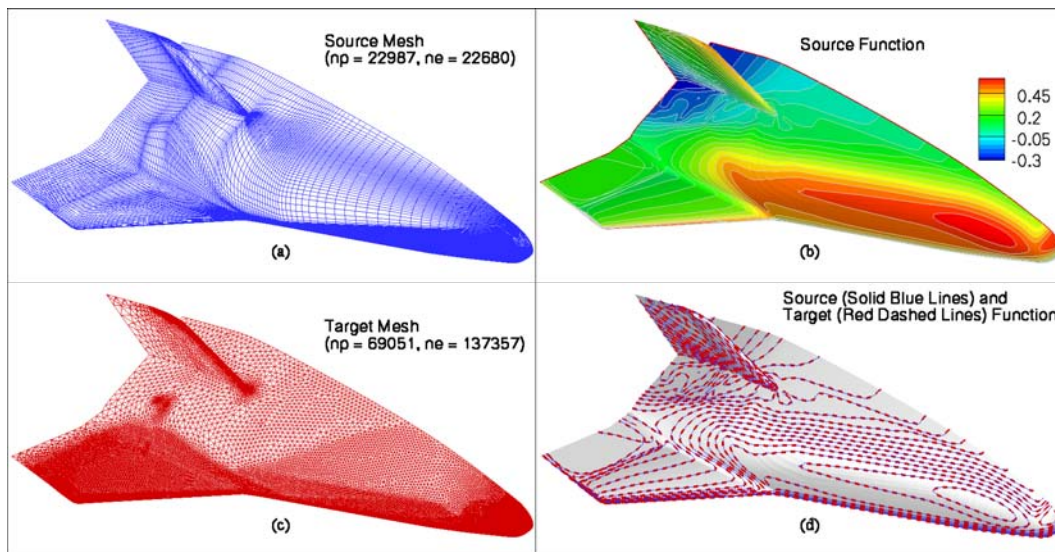 Source Mesh
(np = 22987, ne = 22680)
(a)
Source Function
0.45
0.2
-0.05
-0.3
(b)
Target Mesh
(np = 69051, ne = 137357)
(c)
Source (Solid Blue Lines) and
Target (Red Dashed Lines) Function
(d)